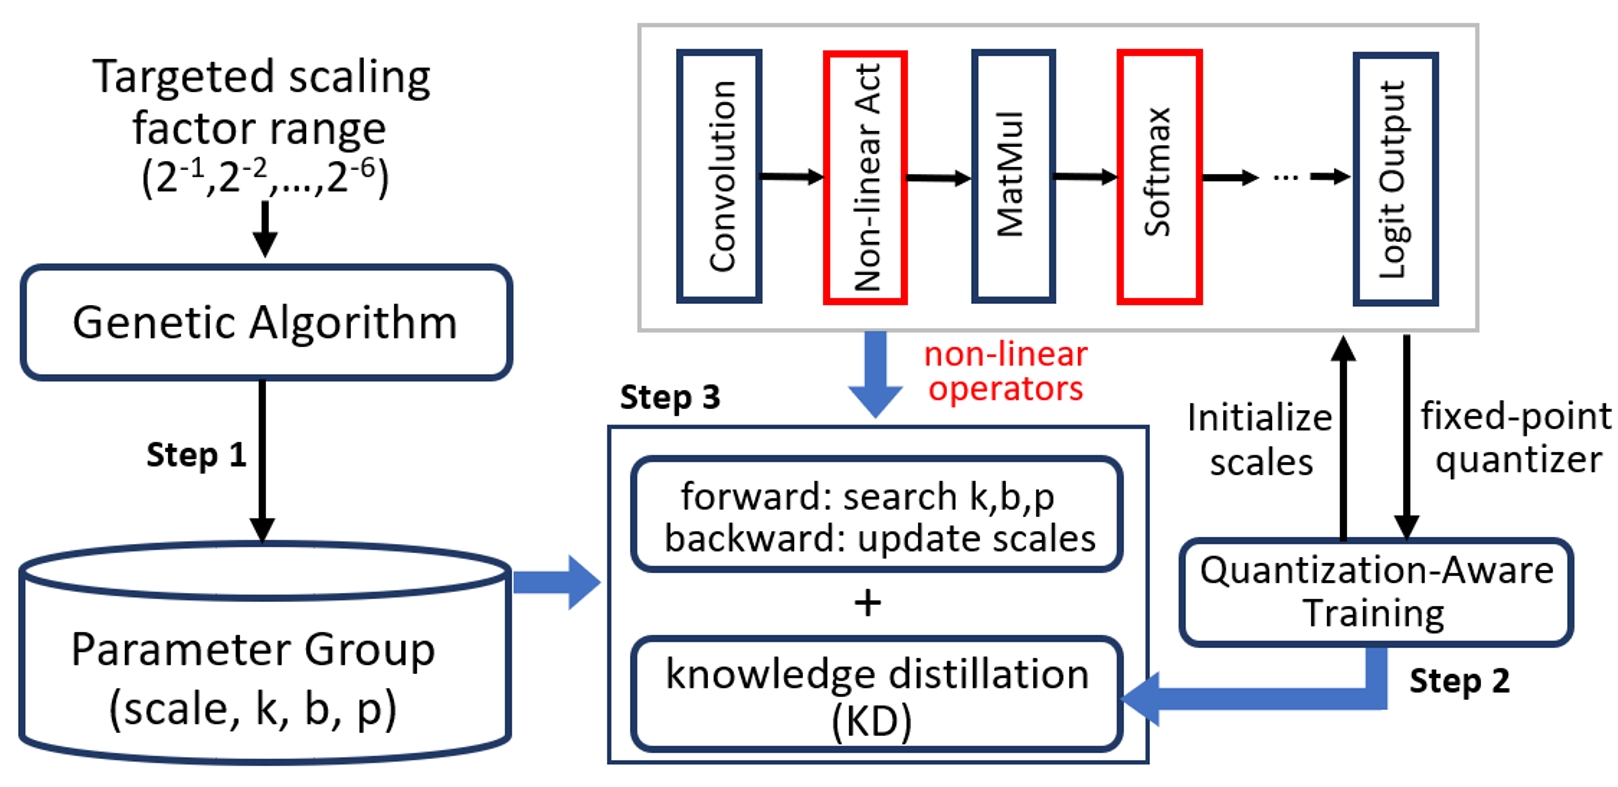 Targeted scaling
factor range
(2⁻¹,2⁻²,...,2⁻⁶)
Genetic Algorithm
Step 1
Parameter Group
(scale, k, b, p)
Convolution
Non-linear Act
MatMul
Softmax
...
Logit Output
non-linear
operators
Step 3
forward: search k,b,p
backward: update scales
+
knowledge distillation
(KD)
Initialize
scales
fixed-point
quantizer
Quantization-Aware
Training
Step 2